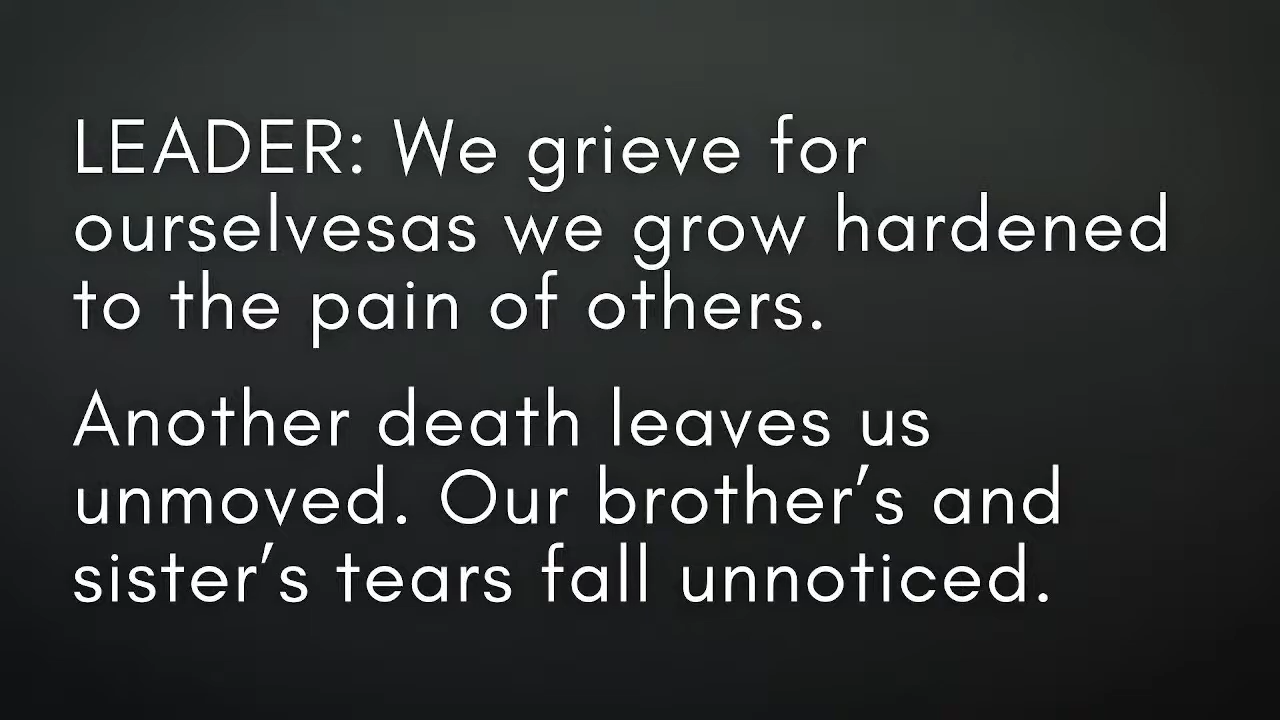 LEADER: We grieve for
ourselvesas we grow hardened
to the pain of others.
Another death leaves us
unmoved. Our brother’s and
sister’s tears fall unnoticed.